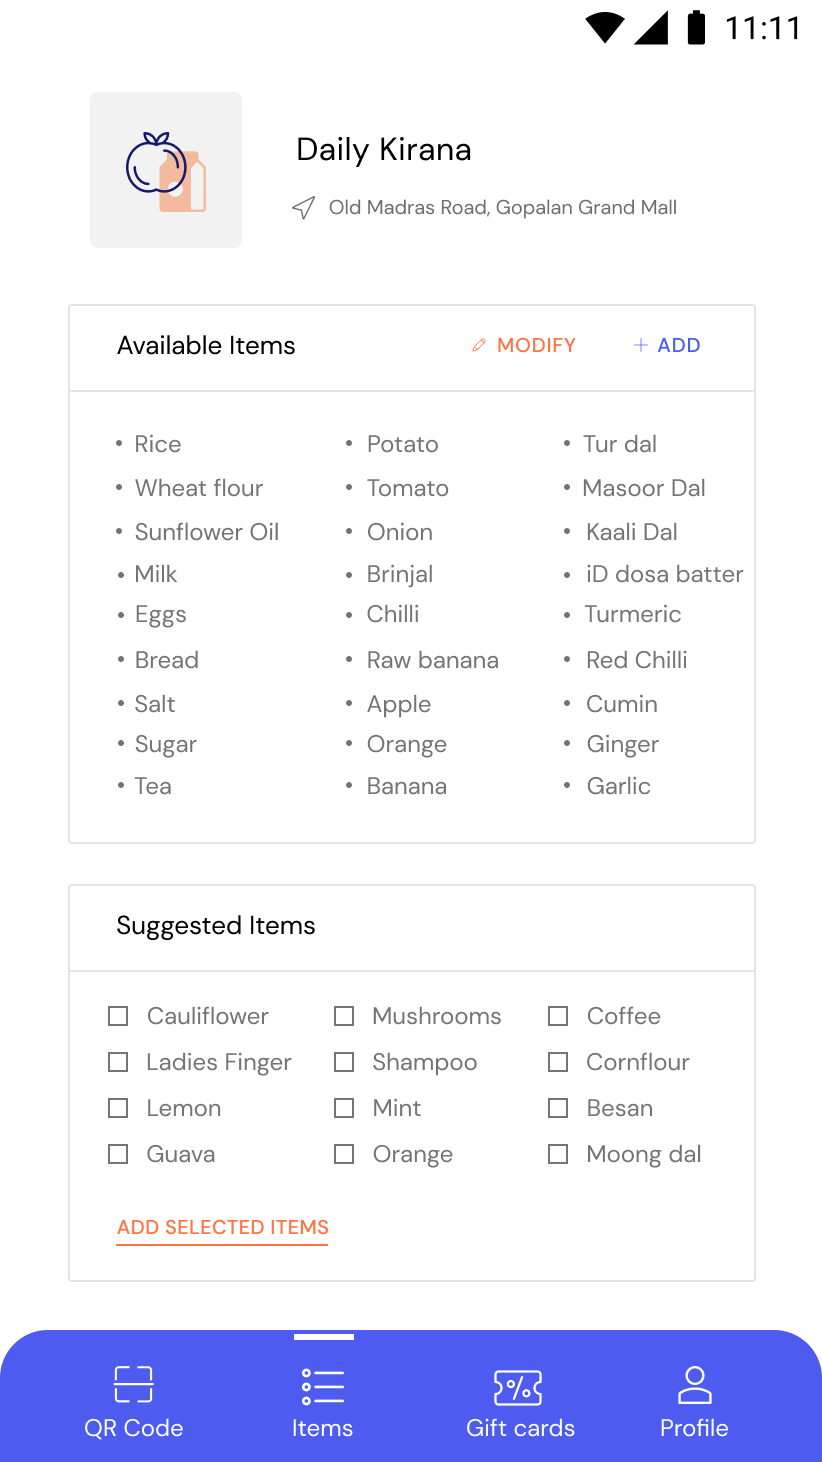 11:11
Daily Kirana
Old Madras Road, Gopalan Grand Mall
Available Items
MODIFY
+ ADD
• Rice
• Wheat flour
• Sunflower Oil
• Milk
• Eggs
• Bread
• Salt
• Sugar
• Tea
• Potato
• Tomato
• Onion
• Brinjal
• Chilli
• Raw banana
• Apple
• Orange
• Banana
• Tur dal
• Masoor Dal
• Kaali Dal
• iD dosa batter
• Turmeric
• Red Chilli
• Cumin
• Ginger
• Garlic
Suggested Items
Cauliflower
Ladies Finger
Lemon
Guava
Mushrooms
Shampoo
Mint
Orange
Coffee
Cornflour
Besan
Moong dal
ADD SELECTED ITEMS
QR Code
Items
Gift cards
Profile